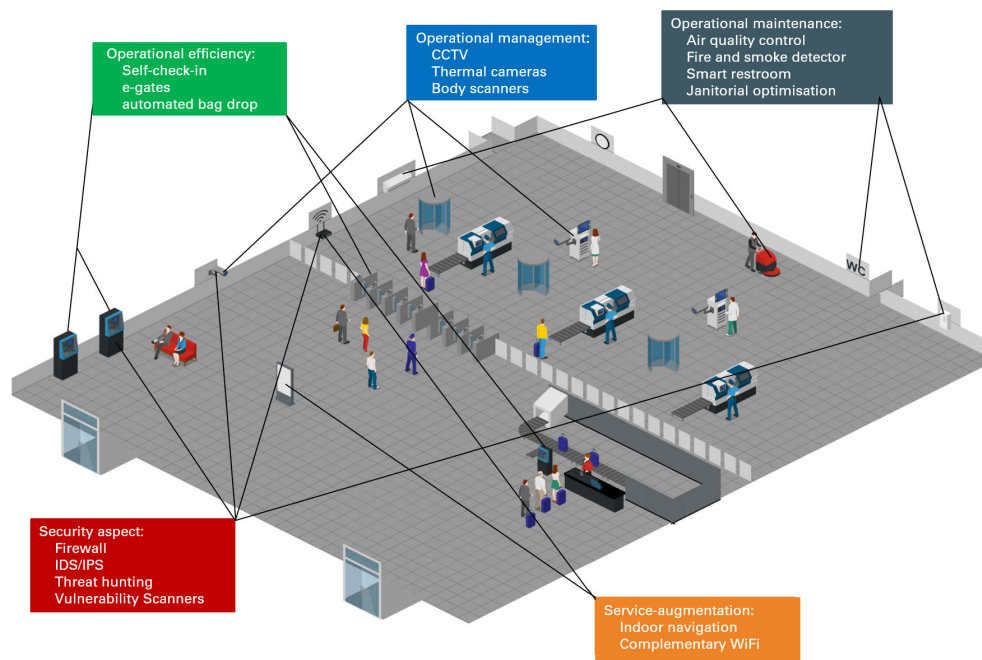 Operational efficiency:
Self-check-in
e-gates
automated bag drop
Operational management:
CCTV
Thermal cameras
Body scanners
Operational maintenance:
Air quality control
Fire and smoke detector
Smart restroom
Janitorial optimisation
WC
Security aspect:
Firewall
IDS/IPS
Threat hunting
Vulnerability Scanners
Service-augmentation:
Indoor navigation
Complementary WiFi